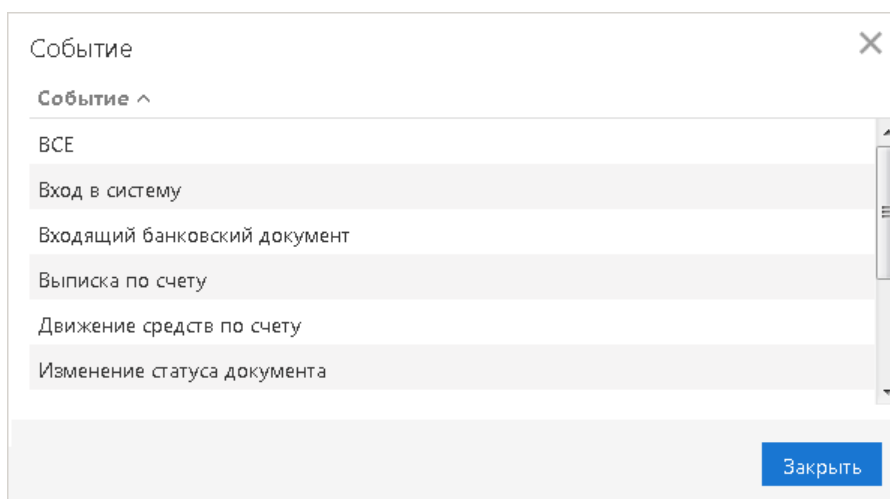 Событие
Событие
ВСЕ
Вход в систему
Входящий банковский документ
Выписка по счету
Движение средств по счету
Изменение статуса документа
Закрыть